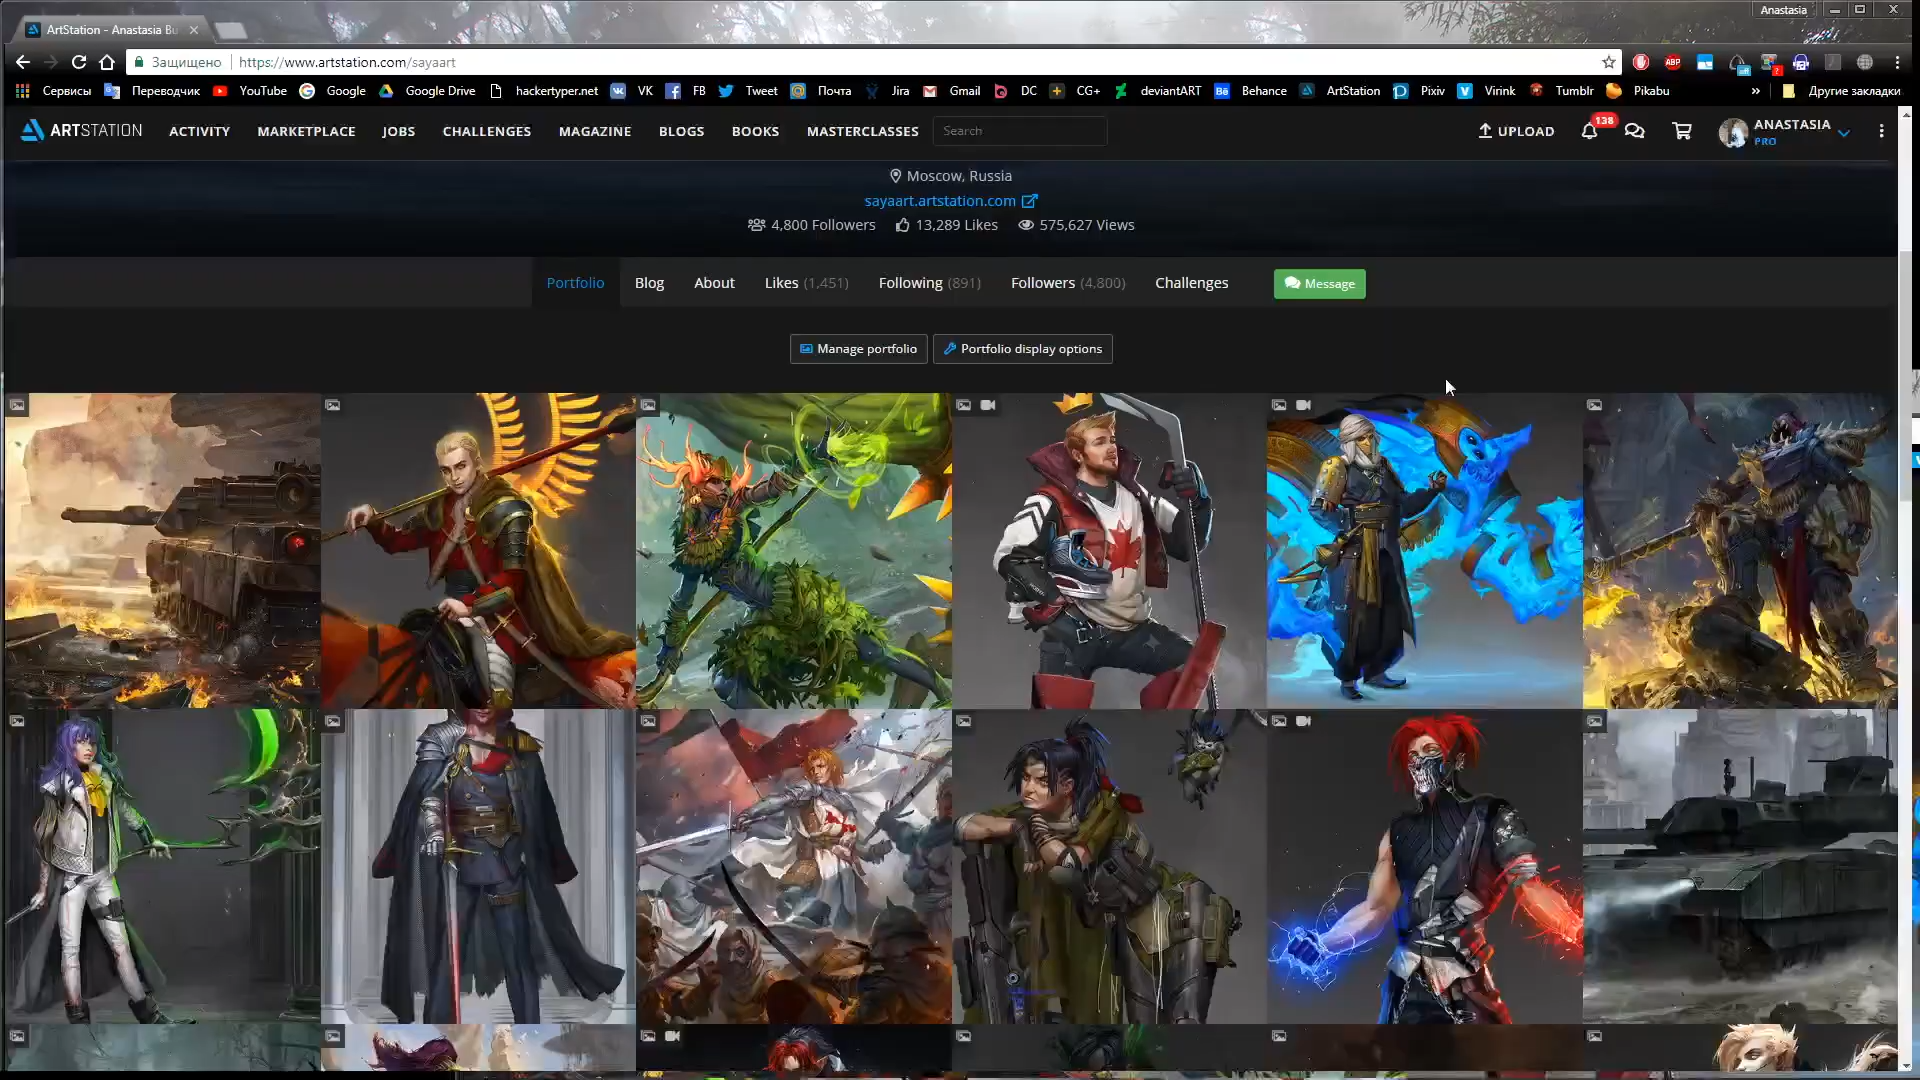 Anastasia
ArtStation - Anastasia Bu
Защищено https://www.artstation.com/sayaart
Сервисы Переводчик YouTube Google Google Drive hackertyper.net VK FB Tweet Почта Jira Gmail DC CG+ deviantART Behance ArtStation Pixiv Virink Tumblr Pikabu » Другие закладки
ARTSTATION ACTIVITY MARKETPLACE JOBS CHALLENGES MAGAZINE BLOGS BOOKS MASTERCLASSES Search UPLOAD 138 ANASTASIA
PRO
Moscow, Russia
sayaart.artstation.com
4,800 Followers 13,289 Likes 575,627 Views
Portfolio Blog About Likes (1,451) Following (891) Followers (4,800) Challenges Message
Manage portfolio Portfolio display options